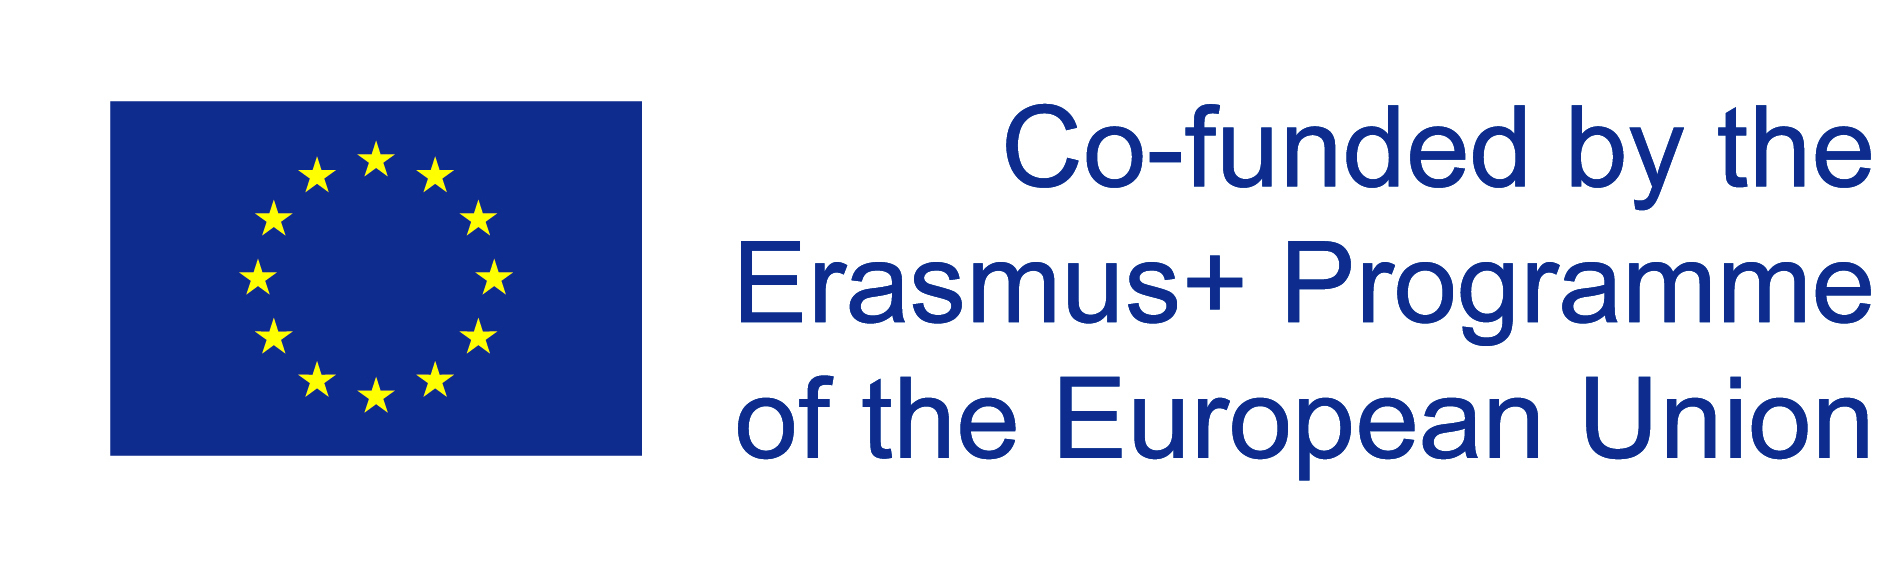 Co-funded by the
Erasmus+ Programme
of the European Union